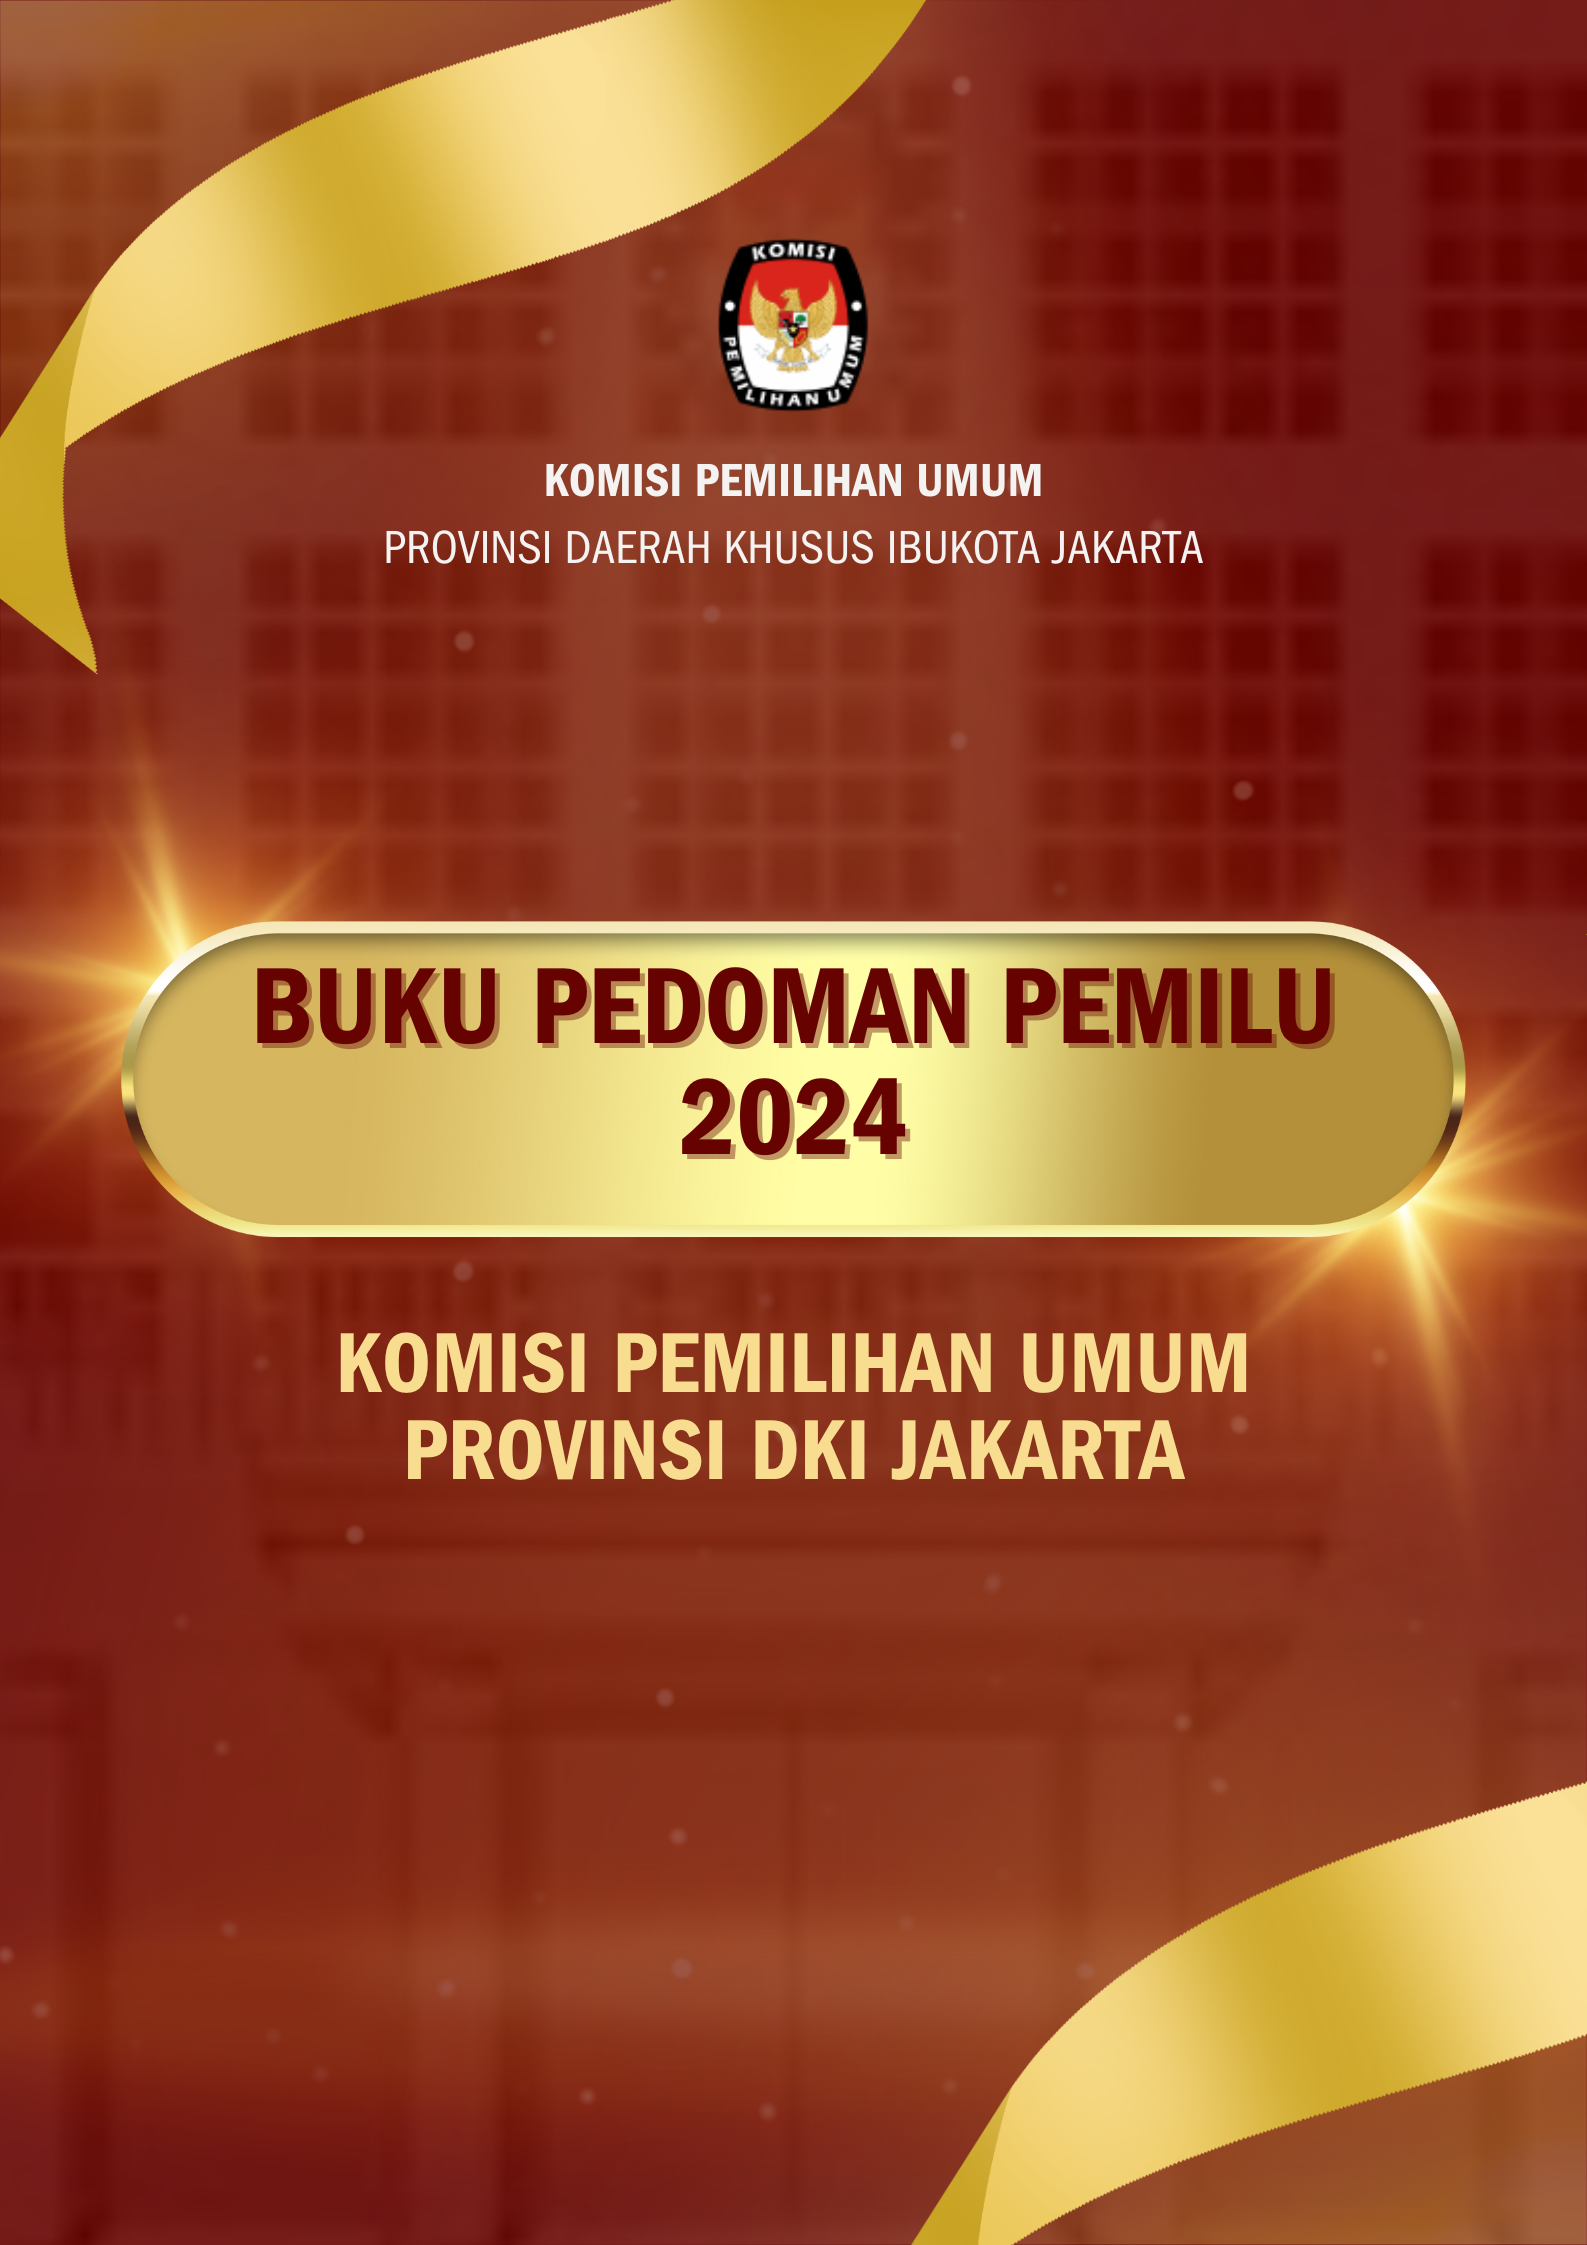 KOMISI
PEMILIHAN UMUM
KOMISI PEMILIHAN UMUM
PROVINSI DAERAH KHUSUS IBUKOTA JAKARTA
BUKU PEDOMAN PEMILU
2024
KOMISI PEMILIHAN UMUM
PROVINSI DKI JAKARTA